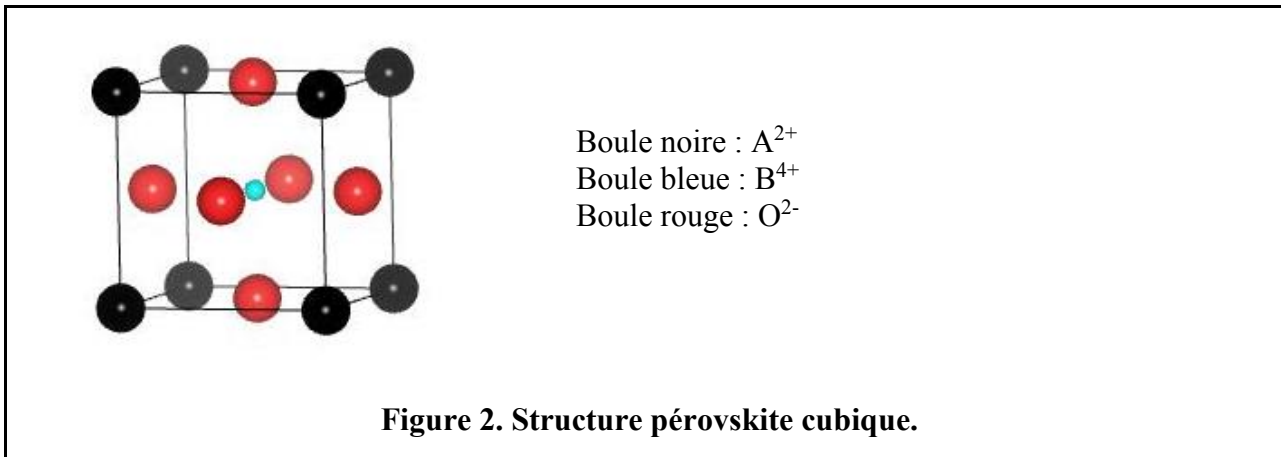 Boule noire : A²⁺
Boule bleue : B⁴⁺
Boule rouge : O²⁻
Figure 2. Structure pérovskite cubique.